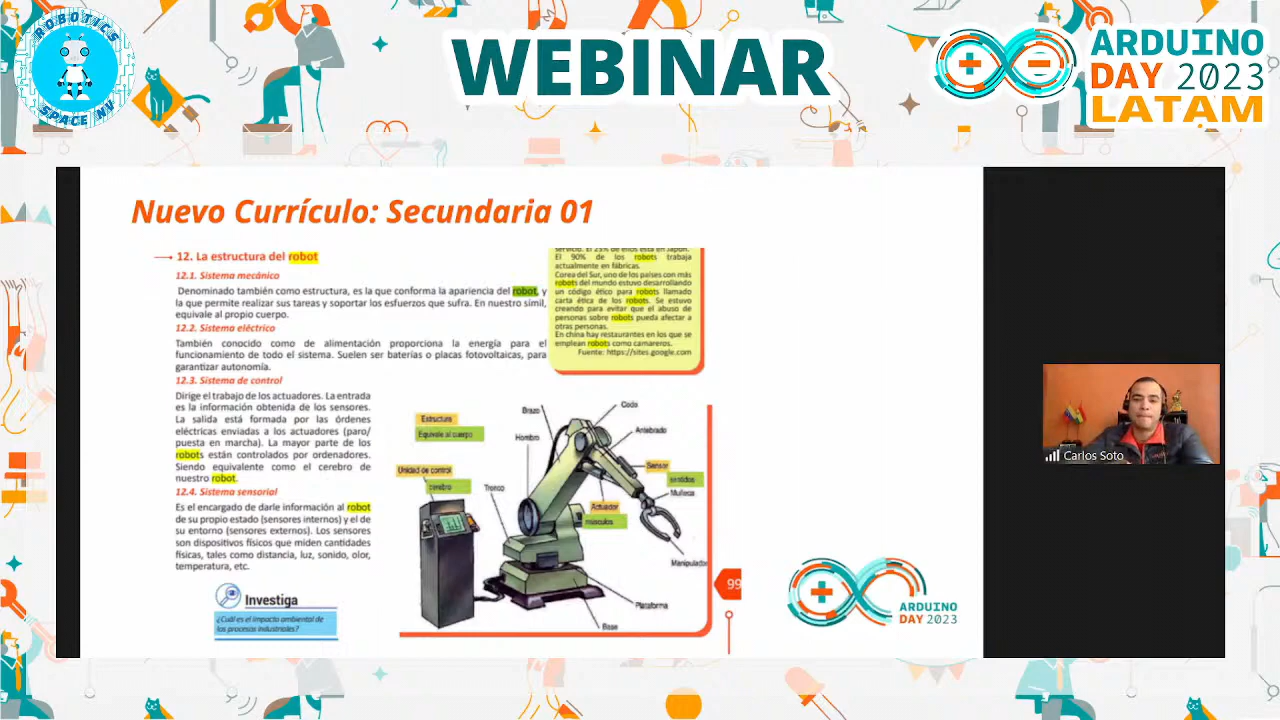 ROBOTICS
SPACE NV
WEBINAR
ARDUINO
DAY 2023
LATAM
Nuevo Currículo: Secundaria 01
12. La estructura del robot
12.1. Sistema mecánico
Denominado también como estructura, es la que conforma la apariencia del robot, y
la que permite realizar sus tareas y soportar los esfuerzos que sufra. En nuestro símil,
equivale al propio cuerpo.
12.2. Sistema eléctrico
También conocido como de alimentación proporciona la energía para el
funcionamiento de todo el sistema. Suelen ser baterías o placas fotovoltaicas, para
garantizar autonomía.
12.3. Sistema de control
Dirige el trabajo de los actuadores. La entrada
es la información obtenida de los sensores.
La salida está formada por las órdenes
eléctricas enviadas a los actuadores (paro/
puesta en marcha). La mayor parte de los
robots están controlados por ordenadores.
Siendo equivalente como el cerebro de
nuestro robot.
12.4. Sistema sensorial
Es el encargado de darle información al robot
de su propio estado (sensores internos) y el de
su entorno (sensores externos). Los sensores
son dispositivos físicos que miden cantidades
físicas, tales como distancia, luz, sonido, olor,
temperatura, etc.
Investiga
¿Cuál es el impacto ambiental de
los procesos industriales?
servicio. El 25% de ellos está en Japón.
El 90% de los robots trabaja
actualmente en fábricas.
Corea del Sur, uno de los países con más
robots del mundo estuvo desarrollando
un código ético para robots llamado
carta ética de los robots. Se estuvo
creando para evitar que el abuso de
personas sobre robots pueda afectar a
otras personas.
En china hay restaurantes en los que se
emplean robots como camareros.
Fuente: https://sites.google.com
Brazo
Codo
Estructura
Equivale al cuerpo
Hombro
Antebrazo
Unidad de control
cerebro
Tronco
Sensor
sentidos
Muñeca
Actuador
músculos
Manipulador
Plataforma
Base
99
ARDUINO
DAY 2023
Carlos Soto